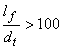 l_f / d_t > 100